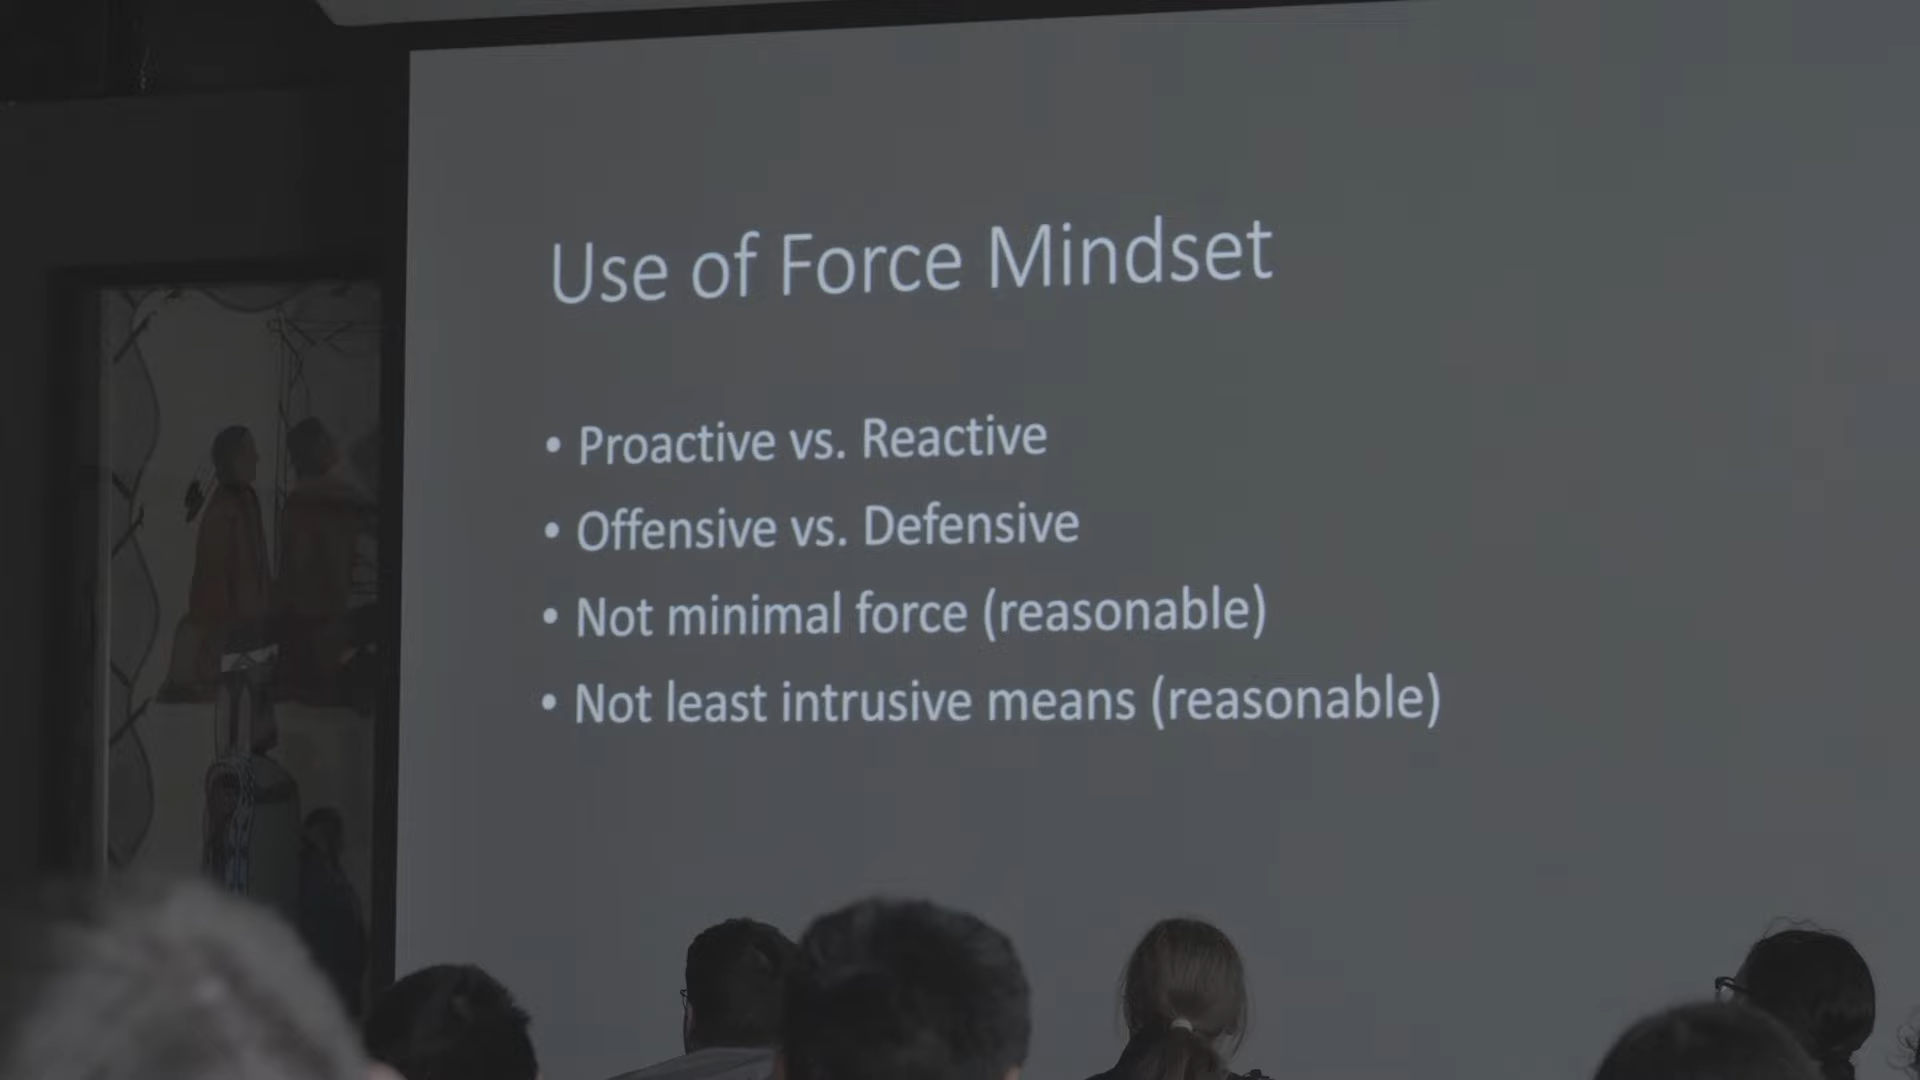 Use of Force Mindset
• Proactive vs. Reactive
• Offensive vs. Defensive
• Not minimal force (reasonable)
• Not least intrusive means (reasonable)